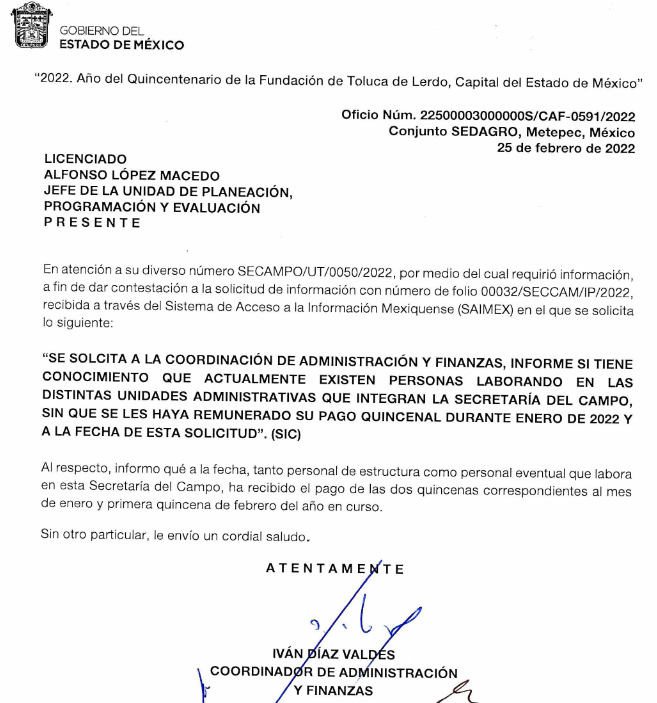 GOBIERNO DEL
ESTADO DE MÉXICO
"2022. Año del Quincentenario de la Fundación de Toluca de Lerdo, Capital del Estado de México"
Oficio Núm. 22500003000000S/CAF-0591/2022
Conjunto SEDAGRO, Metepec, México
25 de febrero de 2022
LICENCIADO
ALFONSO LÓPEZ MACEDO
JEFE DE LA UNIDAD DE PLANEACIÓN,
PROGRAMACIÓN Y EVALUACIÓN
P R E S E N T E
En atención a su diverso número SECAMPO/UT/0050/2022, por medio del cual requirió información,
a fin de dar contestación a la solicitud de información con número de folio 00032/SECCAM/IP/2022,
recibida a través del Sistema de Acceso a la Información Mexiquense (SAIMEX) en el que se solicita
lo siguiente:
"SE SOLCITA A LA COORDINACIÓN DE ADMINISTRACIÓN Y FINANZAS, INFORME SI TIENE
CONOCIMIENTO QUE ACTUALMENTE EXISTEN PERSONAS LABORANDO EN LAS
DISTINTAS UNIDADES ADMINISTRATIVAS QUE INTEGRAN LA SECRETARÍA DEL CAMPO,
SIN QUE SE LES HAYA REMUNERADO SU PAGO QUINCENAL DURANTE ENERO DE 2022 Y
A LA FECHA DE ESTA SOLICITUD". (SIC)
Al respecto, informo qué a la fecha, tanto personal de estructura como personal eventual que labora
en esta Secretaría del Campo, ha recibido el pago de las dos quincenas correspondientes al mes
de enero y primera quincena de febrero del año en curso.
Sin otro particular, le envío un cordial saludo.
A T E N T A M E N T E
IVÁN DÍAZ VALDÉS
COORDINADOR DE ADMINISTRACIÓN
Y FINANZAS